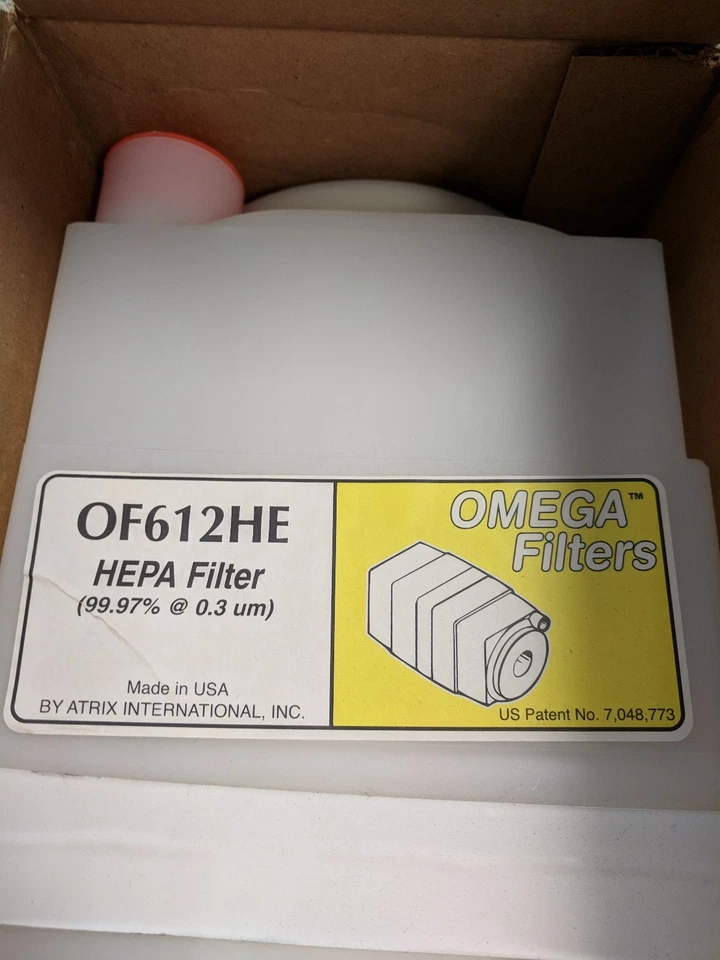 OF612HE
HEPA Filter
(99.97% @ 0.3 um)
Made in USA
BY ATRIX INTERNATIONAL, INC.
OMEGA™
Filters
US Patent No. 7,048,773